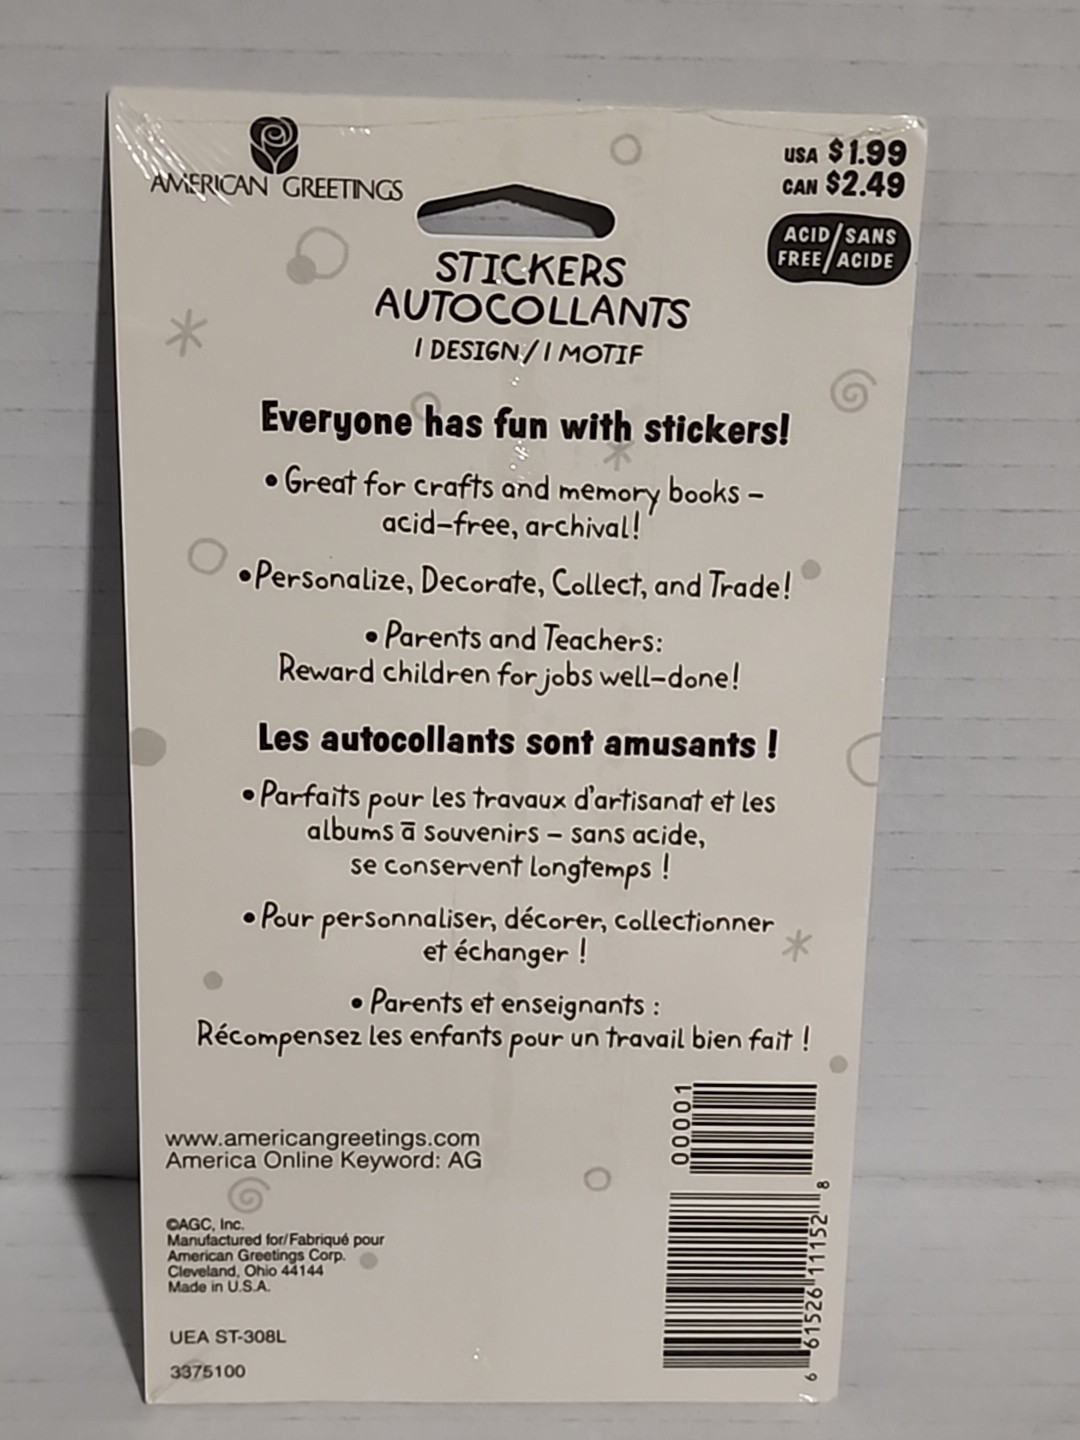 AMERICAN GREETINGS
USA $1.99
CAN $2.49
ACID/SANS
FREE/ACIDE
STICKERS
AUTOCOLLANTS
1 DESIGN/1 MOTIF
Everyone has fun with stickers!
• Great for crafts and memory books –
acid-free, archival!
• Personalize, Decorate, Collect, and Trade!
• Parents and Teachers:
Reward children for jobs well-done!
Les autocollants sont amusants !
• Parfaits pour les travaux d'artisanat et les
albums ā souvenirs – sans acide,
se conservent longtemps !
• Pour personnaliser, décorer, collectionner
et échanger !
• Parents et enseignants :
Récompensez les enfants pour un travail bien fait !
www.americangreetings.com
America Online Keyword: AG
©AGC, Inc.
Manufactured for/Fabriqué pour
American Greetings Corp.
Cleveland, Ohio 44144
Made in U.S.A.
UEA ST-308L
3375100
00001
6 61526 11152 8